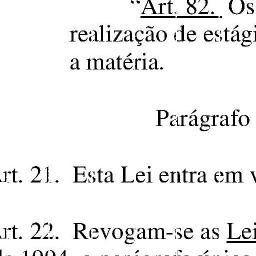 “Art. 82. Os
realização de estági
a matéria.
Parágrafo
rt. 21. Esta Lei entra em v
rt. 22. Revogam-se as Lei